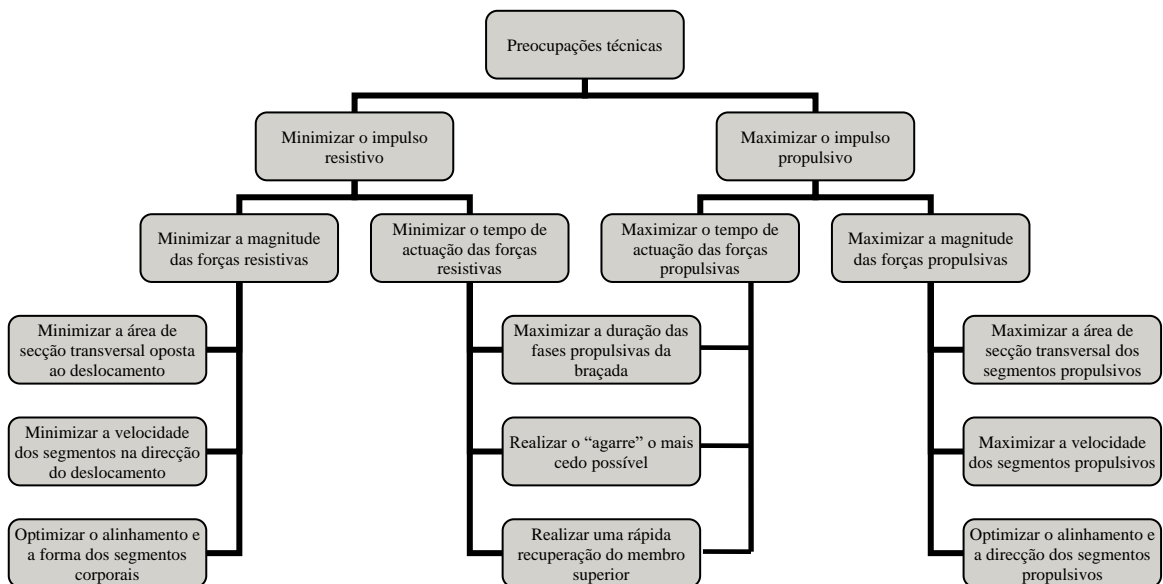 Preocupações técnicas
Minimizar o impulso
resistivo
Maximizar o impulso
propulsivo
Minimizar a magnitude
das forças resistivas
Minimizar o tempo de
actuação das forças
resistivas
Maximizar o tempo de
actuação das forças
propulsivas
Maximizar a magnitude
das forças propulsivas
Minimizar a área de
secção transversal oposta
ao deslocamento
Maximizar a duração das
fases propulsivas da
braçada
Maximizar a área de
secção transversal dos
segmentos propulsivos
Minimizar a velocidade
dos segmentos na direcção
do deslocamento
Realizar o “agarre” o mais
cedo possível
Maximizar a velocidade
dos segmentos propulsivos
Optimizar o alinhamento e
a forma dos segmentos
corporais
Realizar uma rápida
recuperação do membro
superior
Optimizar o alinhamento e
a direcção dos segmentos
propulsivos